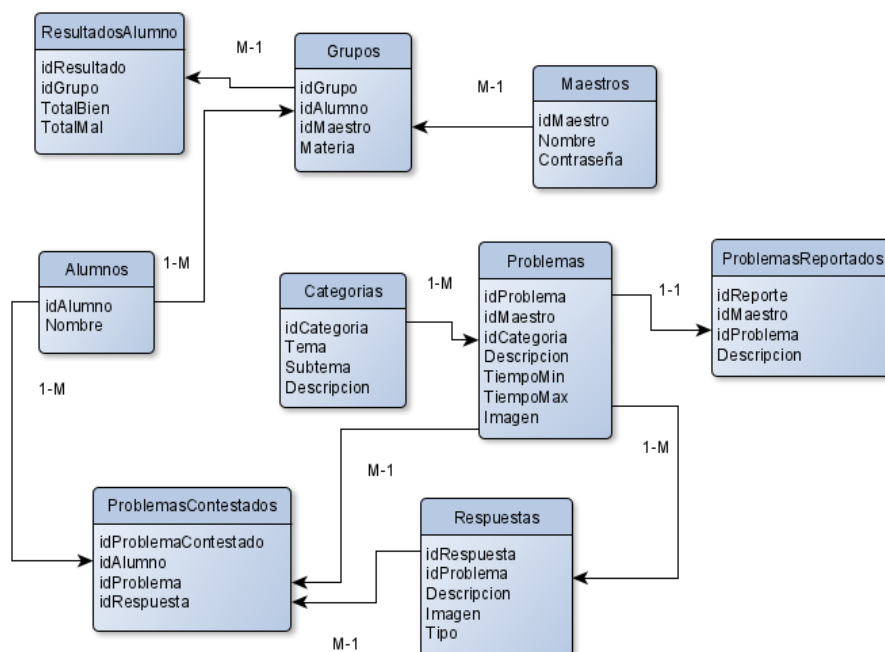 ResultadosAlumno
idResultado
idGrupo
TotalBien
TotalMal
M-1
Grupos
idGrupo
idAlumno
idMaestro
Materia
M-1
Maestros
idMaestro
Nombre
Contraseña
Alumnos
idAlumno
Nombre
1-M
1-M
Categorias
idCategoria
Tema
Subtema
Descripcion
1-M
Problemas
idProblema
idMaestro
idCategoria
Descripcion
TiempoMin
TiempoMax
Imagen
1-1
ProblemasReportados
idReporte
idMaestro
idProblema
Descripcion
M-1
1-M
ProblemasContestados
idProblemaContestado
idAlumno
idProblema
idRespuesta
M-1
Respuestas
idRespuesta
idProblema
Descripcion
Imagen
Tipo